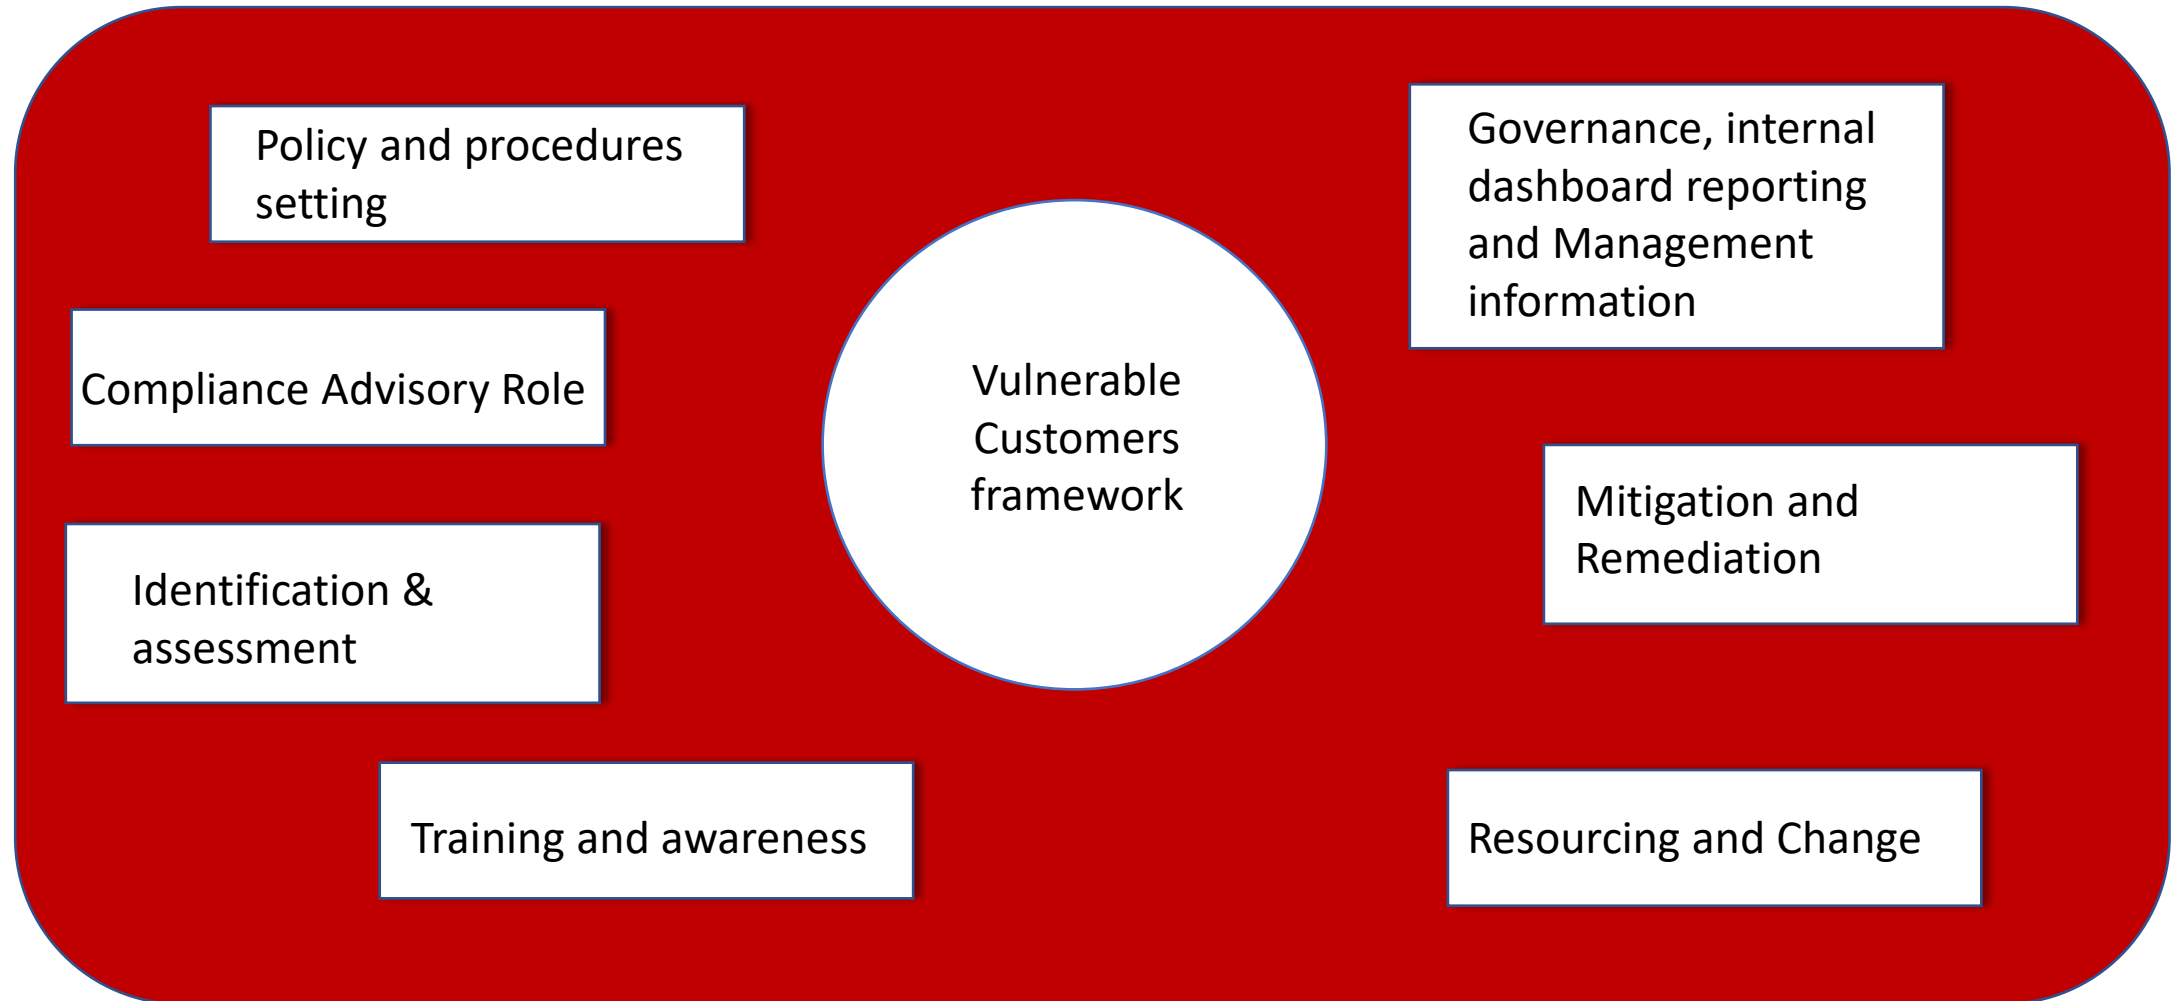 Policy and procedures
setting
Governance, internal
dashboard reporting
and Management
information
Compliance Advisory Role
Vulnerable
Customers
framework
Identification &
assessment
Mitigation and
Remediation
Training and awareness
Resourcing and Change